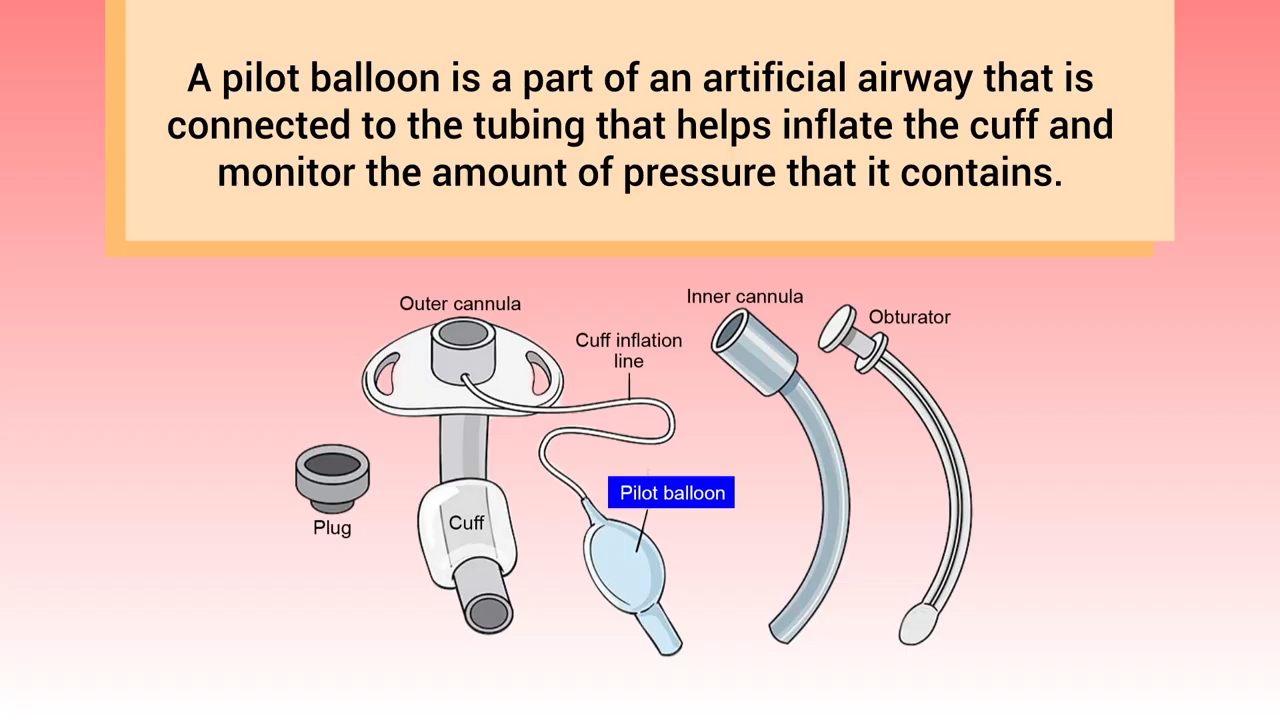 A pilot balloon is a part of an artificial airway that is
connected to the tubing that helps inflate the cuff and
monitor the amount of pressure that it contains.
Outer cannula
Cuff inflation
line
Inner cannula
Obturator
Pilot balloon
Plug
Cuff